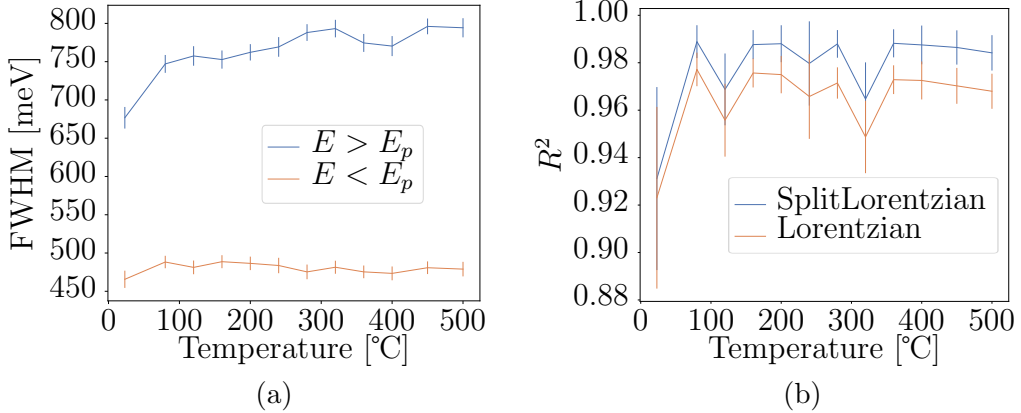 800
750
700
650
600
550
500
450
FWHM [meV]
E > E_p
E < E_p
0 100 200 300 400 500
Temperature [℃]
(a)
1.00
0.98
0.96
0.94
0.92
0.90
0.88
R²
SplitLorentzian
Lorentzian
0 100 200 300 400 500
Temperature [℃]
(b)